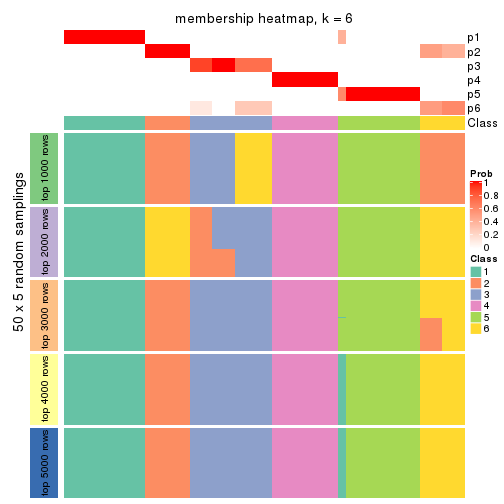 membership heatmap, k = 6
p1
p2
p3
p4
p5
p6
Class
50 x 5 random samplings
top 1000 rows
top 2000 rows
top 3000 rows
top 4000 rows
top 5000 rows
Prob
1
0.8
0.6
0.4
0.2
0
Class
1
2
3
4
5
6